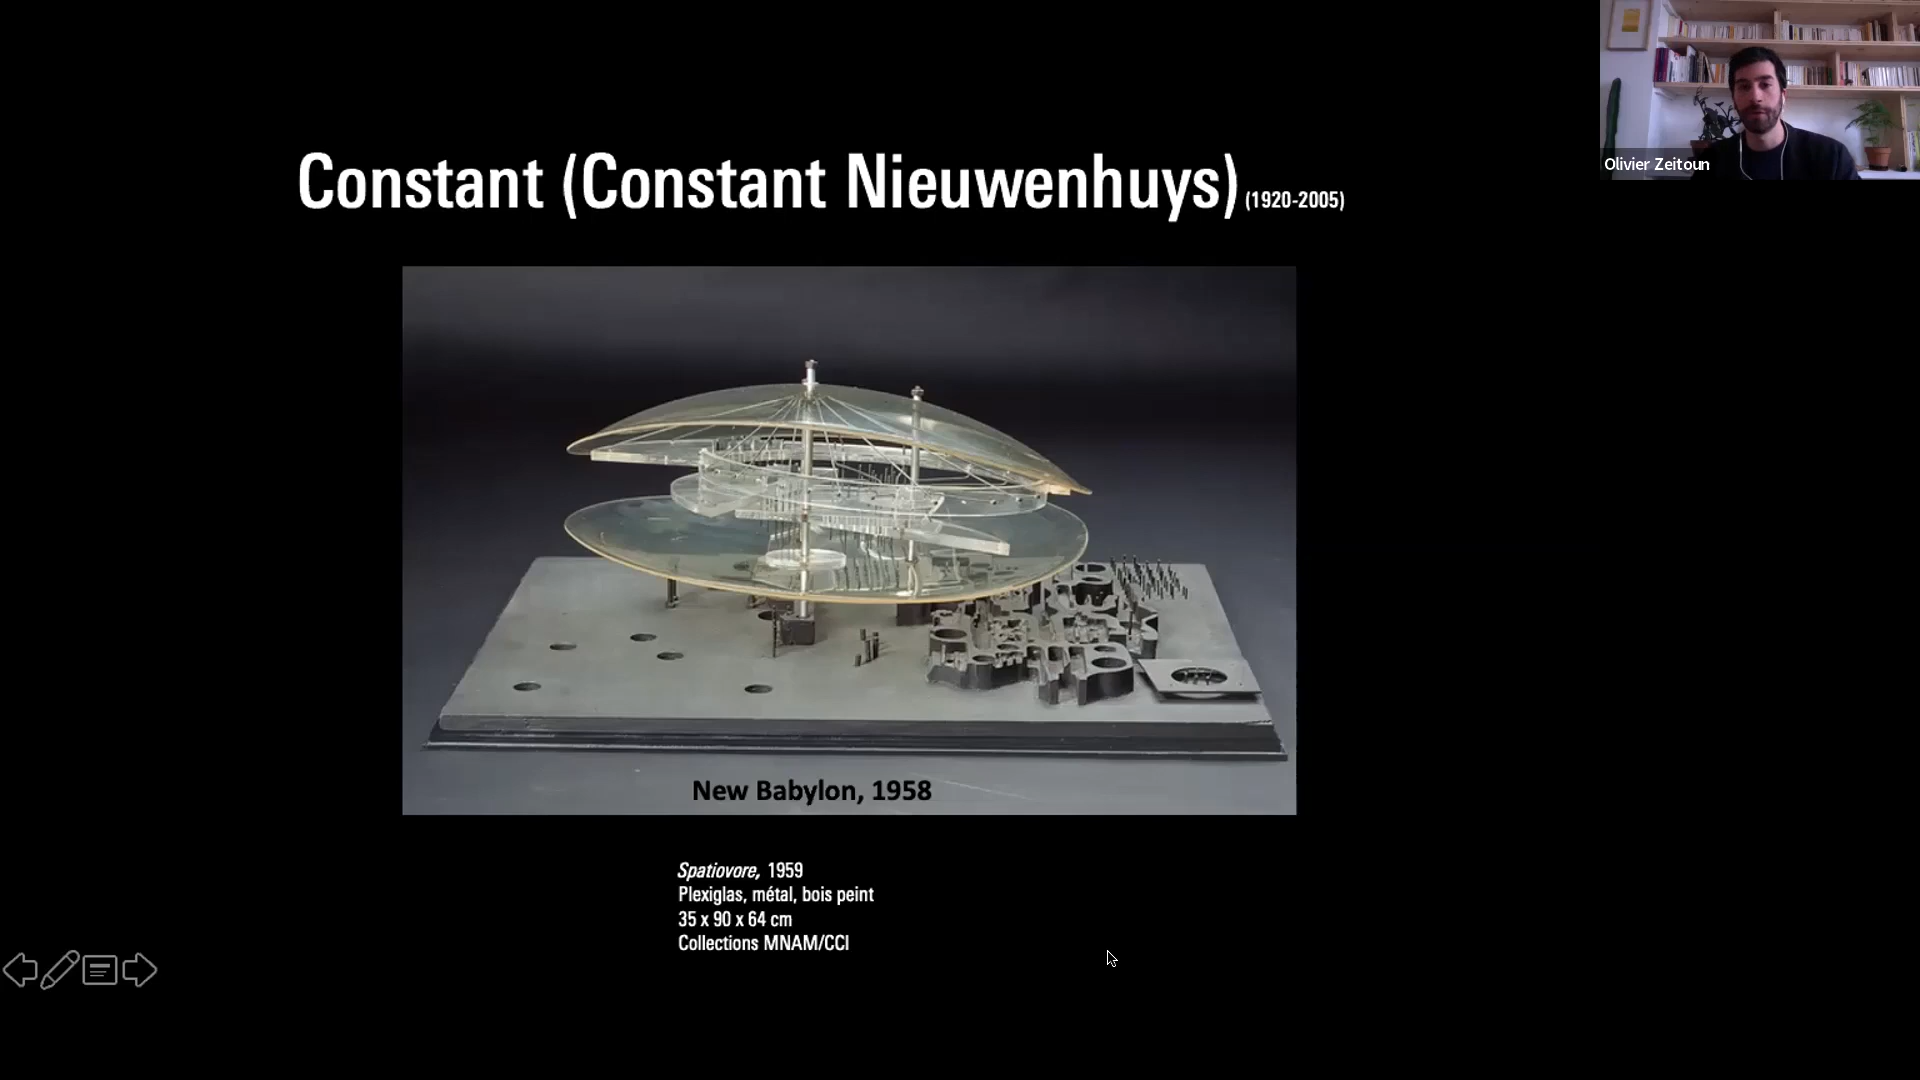 Constant (Constant Nieuwenhuys) (1920-2005)
Olivier Zeitoun
New Babylon, 1958
Spatiovore, 1959
Plexiglas, métal, bois peint
35 x 90 x 64 cm
Collections MNAM/CCI